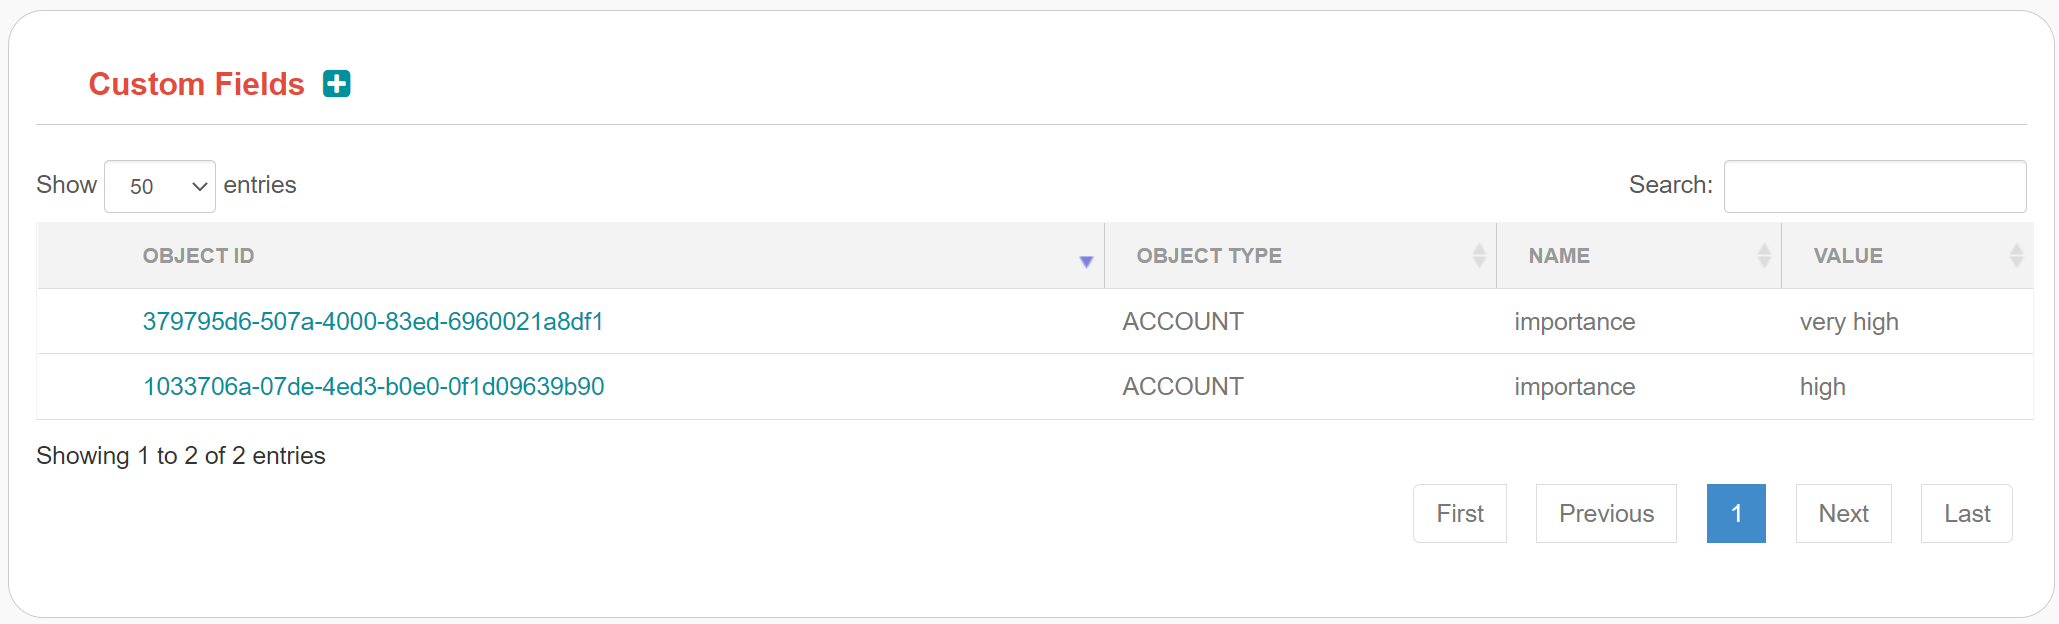 Custom Fields
Show 50 entries Search:
OBJECT ID OBJECT TYPE NAME VALUE
379795d6-507a-4000-83ed-6960021a8df1 ACCOUNT importance very high
1033706a-07de-4ed3-b0e0-0f1d09639b90 ACCOUNT importance high
Showing 1 to 2 of 2 entries
First Previous 1 Next Last